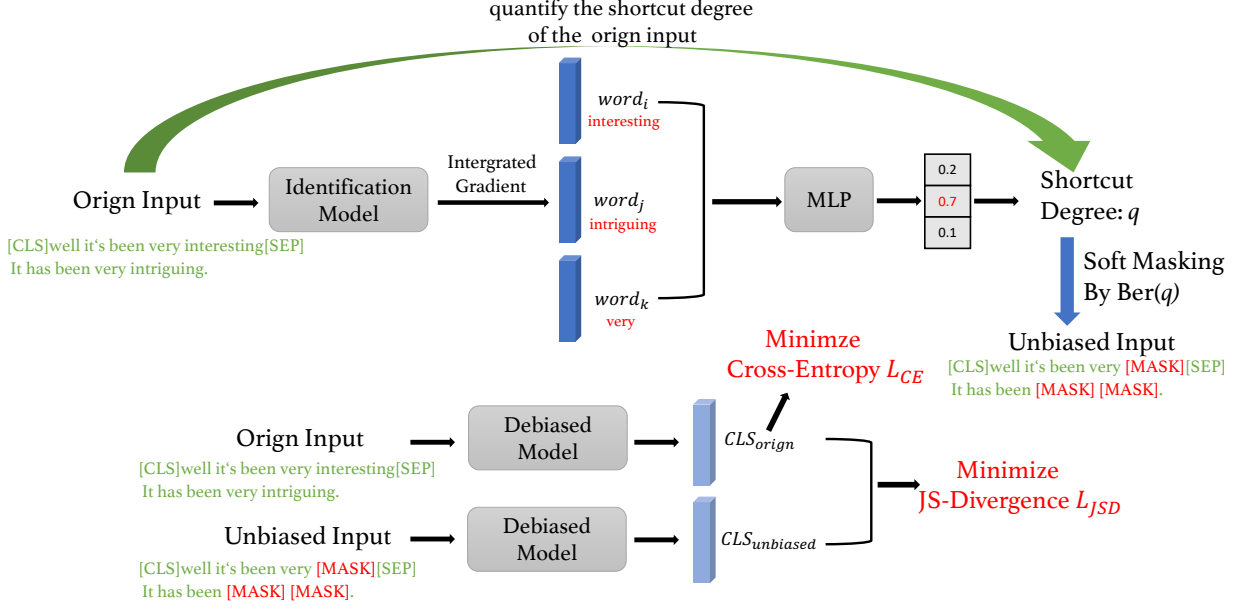 quantify the shortcut degree
of the orign input
word_i
interesting
Intergrated
Gradient
Orign Input
Identification
Model
word_j
intriguing
MLP
0.2
0.7
0.1
Shortcut
Degree: q
[CLS]well it‘s been very interesting[SEP]
It has been very intriguing.
word_k
very
Soft Masking
By Ber(q)
Unbiased Input
[CLS]well it‘s been very [MASK][SEP]
It has been [MASK] [MASK].
Minimze
Cross-Entropy L_CE
Orign Input
[CLS]well it‘s been very interesting[SEP]
It has been very intriguing.
Debiased
Model
CLS_orign
Minimize
JS-Divergence L_JSD
Unbiased Input
[CLS]well it‘s been very [MASK][SEP]
It has been [MASK] [MASK].
Debiased
Model
CLS_unbiased